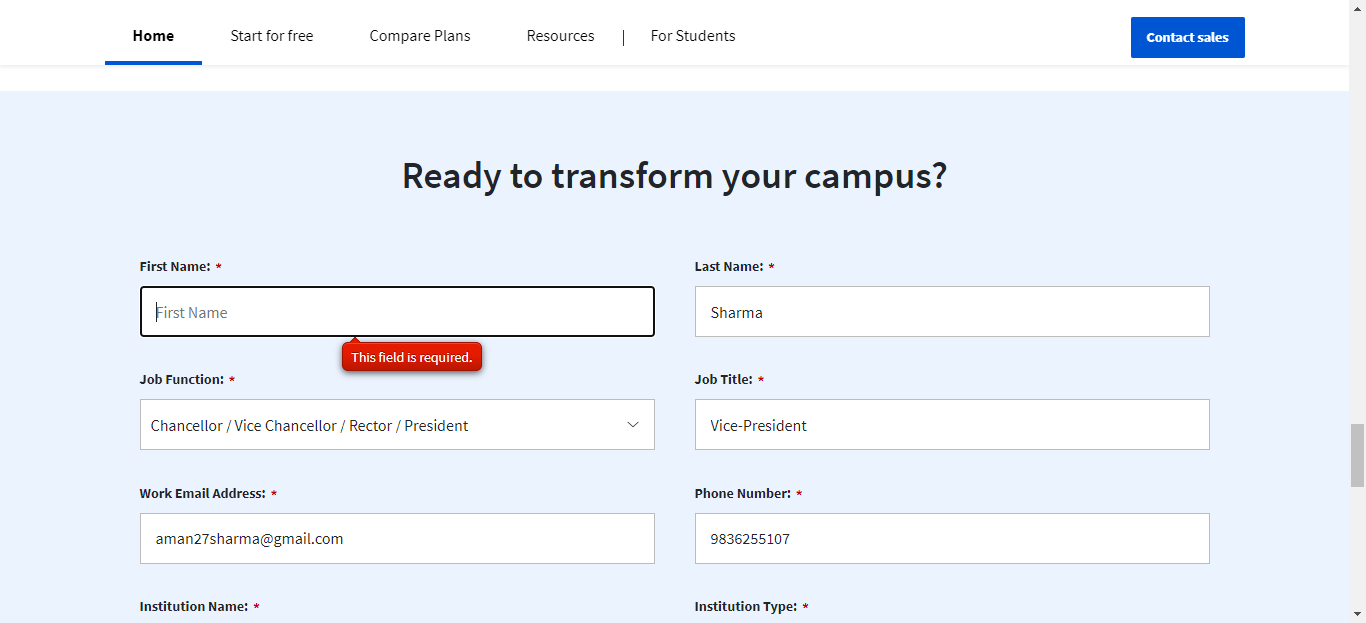 Home Start for free Compare Plans Resources | For Students Contact sales
Ready to transform your campus?
First Name: * Last Name: *
First Name Sharma
This field is required.
Job Function: * Job Title: *
Chancellor / Vice Chancellor / Rector / President Vice-President
Work Email Address: * Phone Number: *
aman27sharma@gmail.com 9836255107
Institution Name: * Institution Type: *